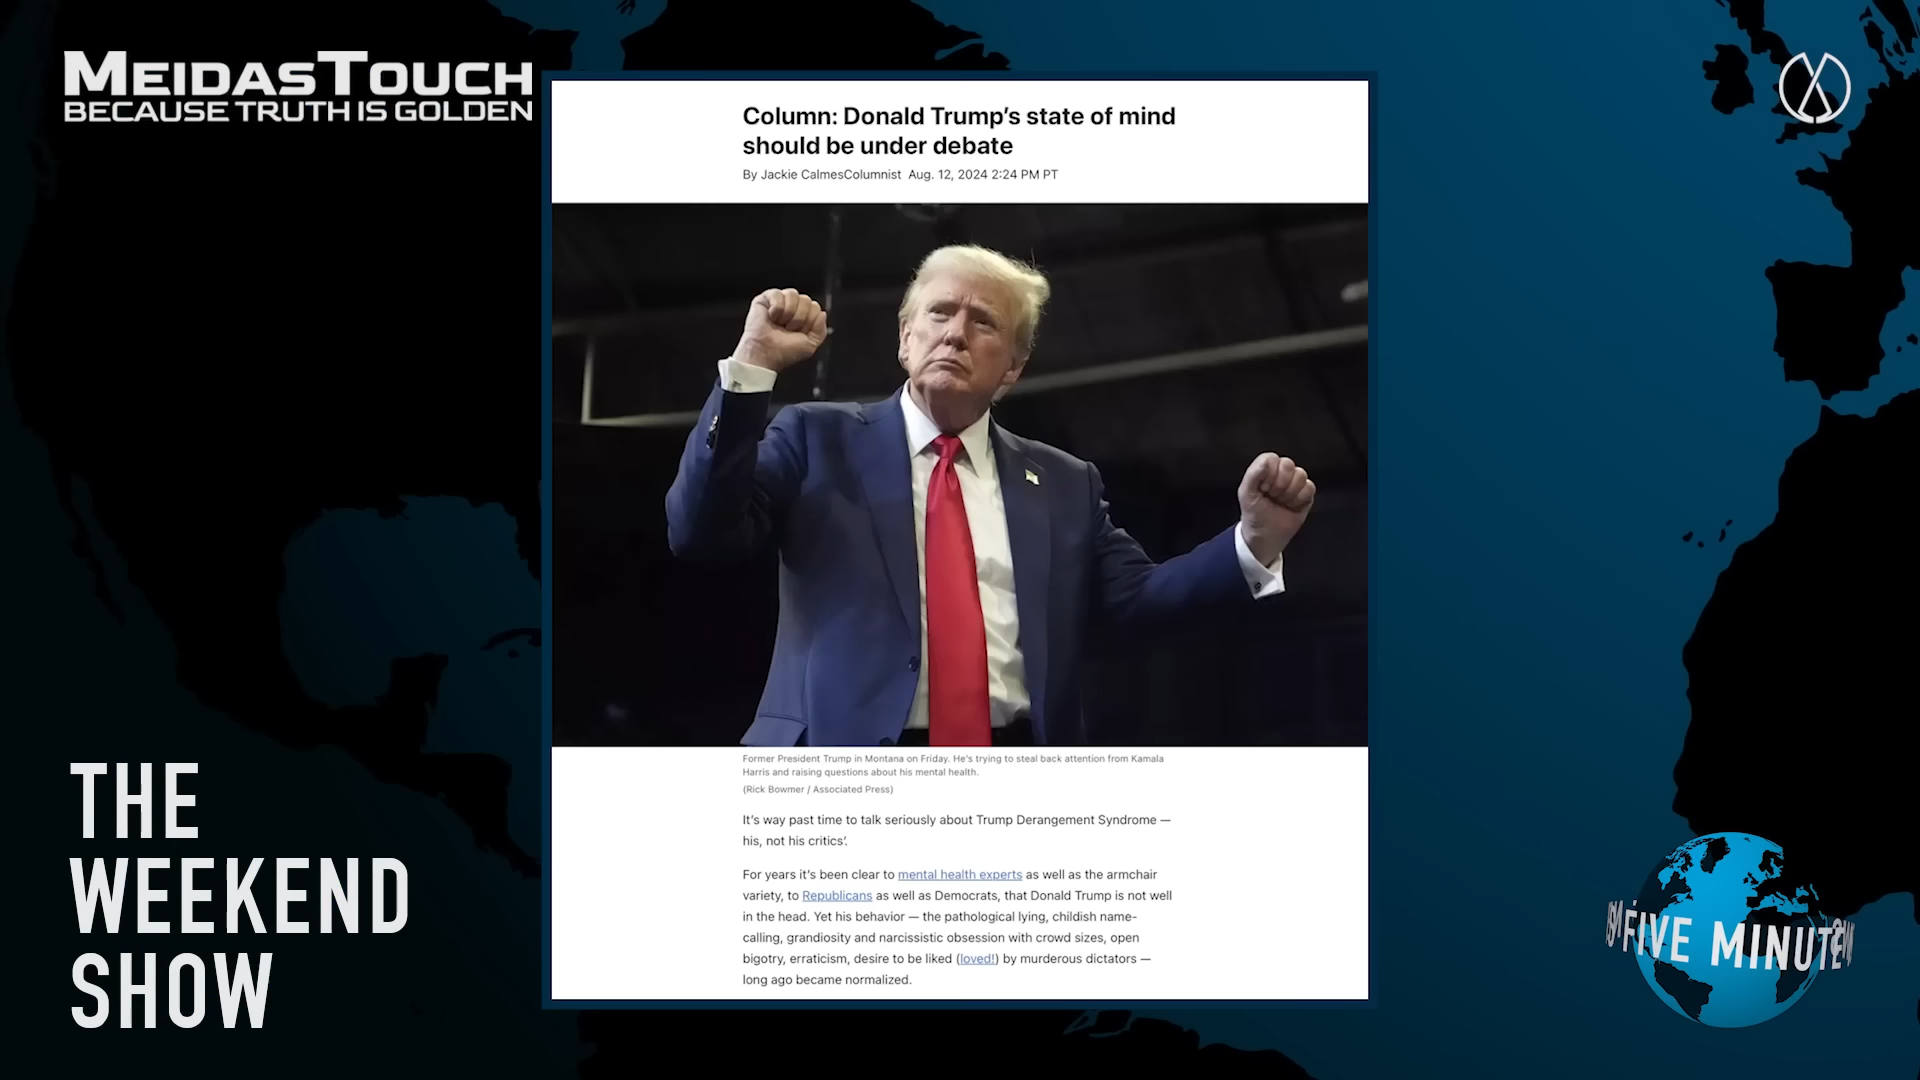 MEIDASTOUCH
BECAUSE TRUTH IS GOLDEN
Column: Donald Trump's state of mind
should be under debate
By Jackie CalmesColumnist Aug. 12, 2024 2:24 PM PT
Former President Trump in Montana on Friday. He's trying to steal back attention from Kamala
Harris and raising questions about his mental health.
(Rick Bowmer / Associated Press)
It's way past time to talk seriously about Trump Derangement Syndrome —
his, not his critics'.
For years it's been clear to mental health experts as well as the armchair
variety, to Republicans as well as Democrats, that Donald Trump is not well
in the head. Yet his behavior — the pathological lying, childish name-
calling, grandiosity and narcissistic obsession with crowd sizes, open
bigotry, erraticism, desire to be liked (loved!) by murderous dictators —
long ago became normalized.
THE
WEEKEND
SHOW
FIVE MINUTE